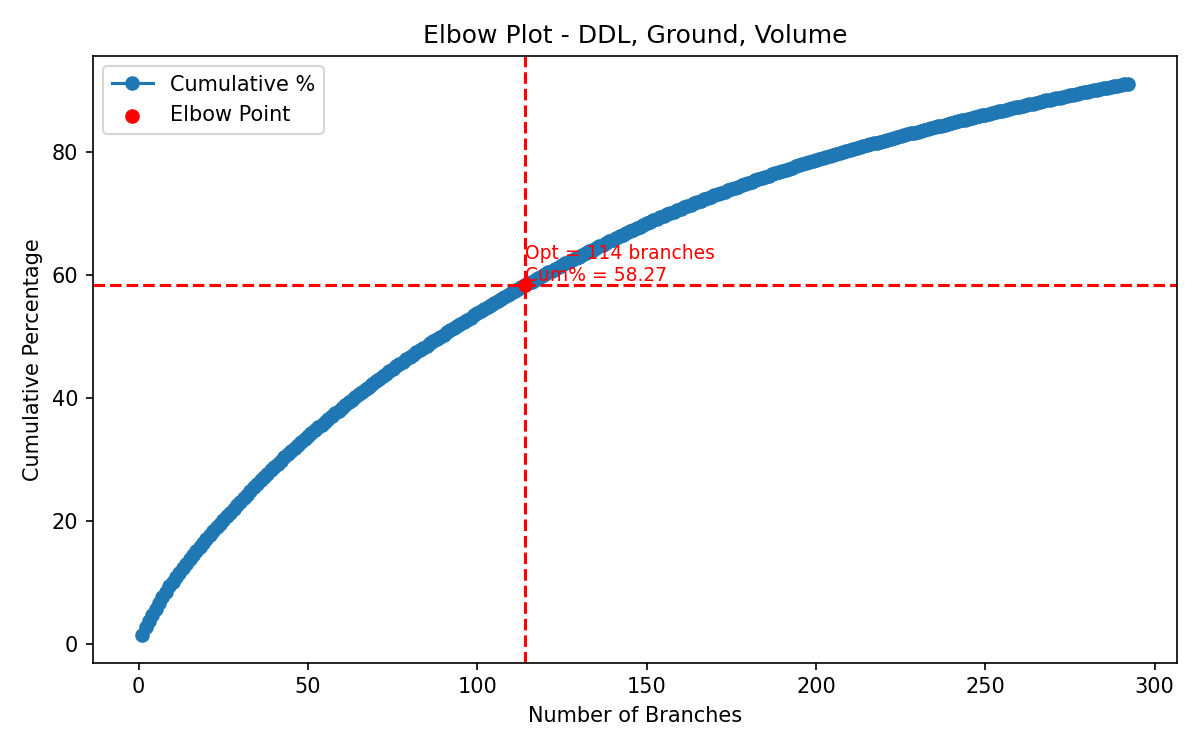 Elbow Plot - DDL, Ground, Volume
Cumulative %
Elbow Point
Opt = 114 branches
Cum% = 58.27
Cumulative Percentage
80
60
40
20
0
0 50 100 150 200 250 300
Number of Branches